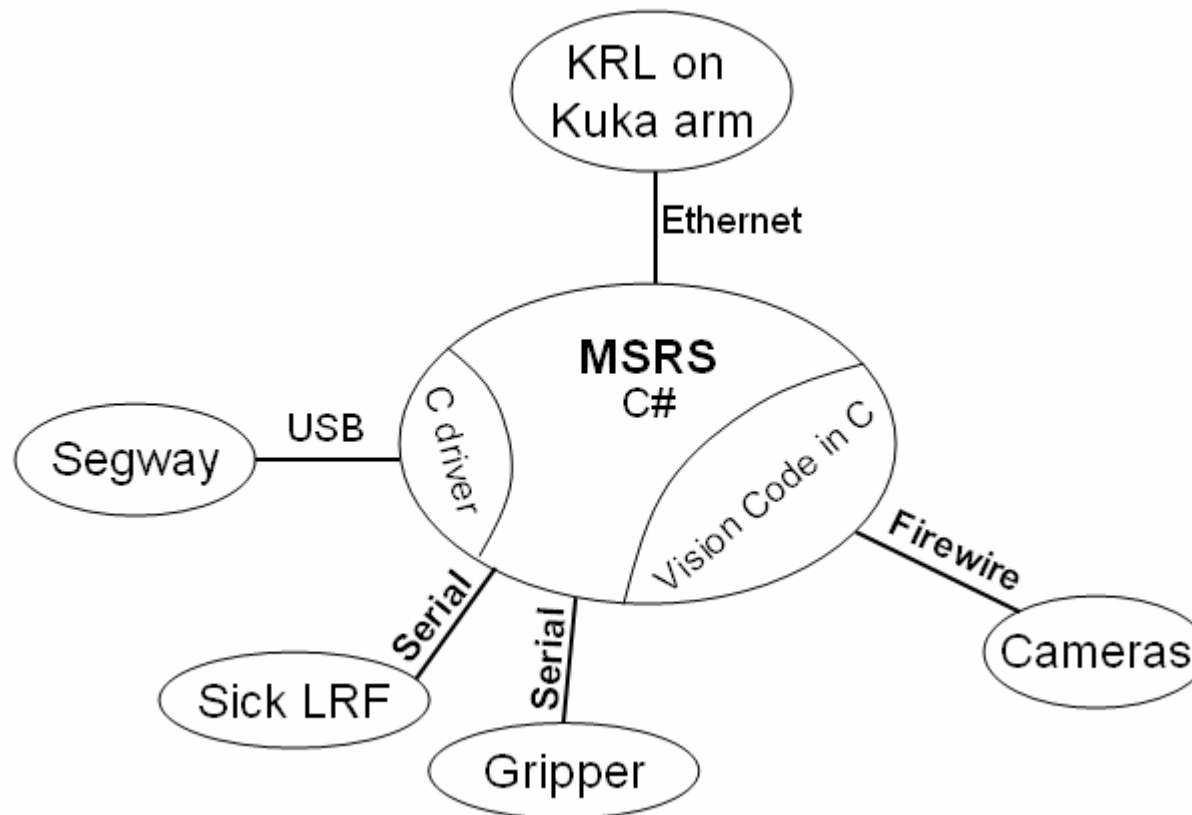 KRL on
Kuka arm
Ethernet
MSRS
C#
C driver
Vision Code in C
USB
Segway
Firewire
Cameras
Serial
Sick LRF
Serial
Gripper